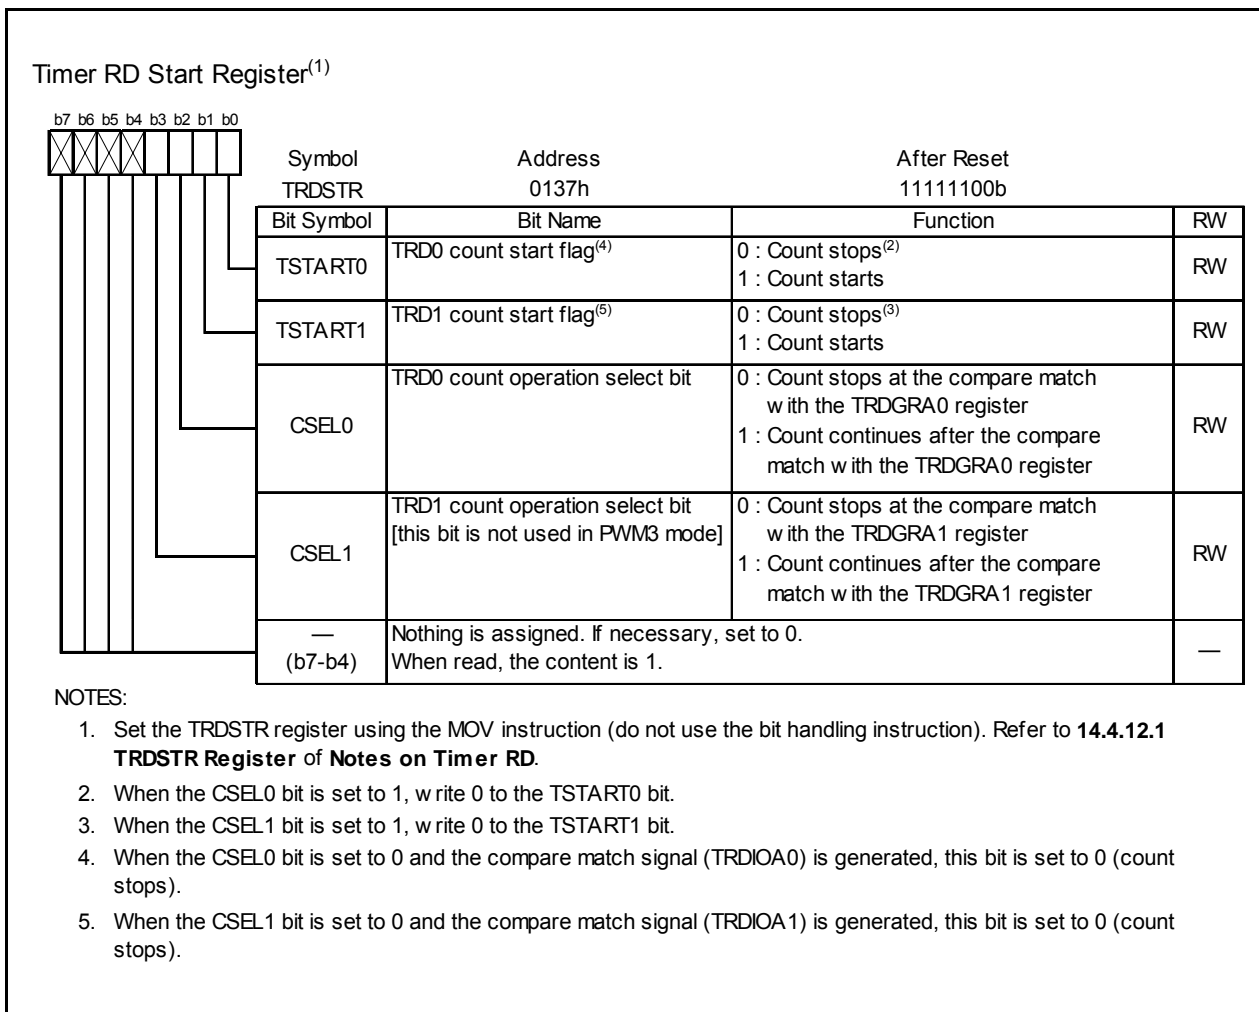 Timer RD Start Register(1)
b7 b6 b5 b4 b3 b2 b1 b0
Symbol Address After Reset
TRDSTR 0137h 11111100b
Bit Symbol Bit Name Function RW
TSTART0 TRD0 count start flag(4) 0 : Count stops(2)
1 : Count starts RW
TSTART1 TRD1 count start flag(5) 0 : Count stops(3)
1 : Count starts RW
CSEL0 TRD0 count operation select bit 0 : Count stops at the compare match
with the TRDGRA0 register
1 : Count continues after the compare
match with the TRDGRA0 register RW
CSEL1 TRD1 count operation select bit 0 : Count stops at the compare match
[this bit is not used in PWM3 mode] with the TRDGRA1 register
1 : Count continues after the compare
match with the TRDGRA1 register RW
— Nothing is assigned. If necessary, set to 0.
(b7-b4) When read, the content is 1. —
NOTES:
1. Set the TRDSTR register using the MOV instruction (do not use the bit handling instruction). Refer to 14.4.12.1
TRDSTR Register of Notes on Timer RD.
2. When the CSEL0 bit is set to 1, write 0 to the TSTART0 bit.
3. When the CSEL1 bit is set to 1, write 0 to the TSTART1 bit.
4. When the CSEL0 bit is set to 0 and the compare match signal (TRDIOA0) is generated, this bit is set to 0 (count
stops).
5. When the CSEL1 bit is set to 0 and the compare match signal (TRDIOA1) is generated, this bit is set to 0 (count
stops).